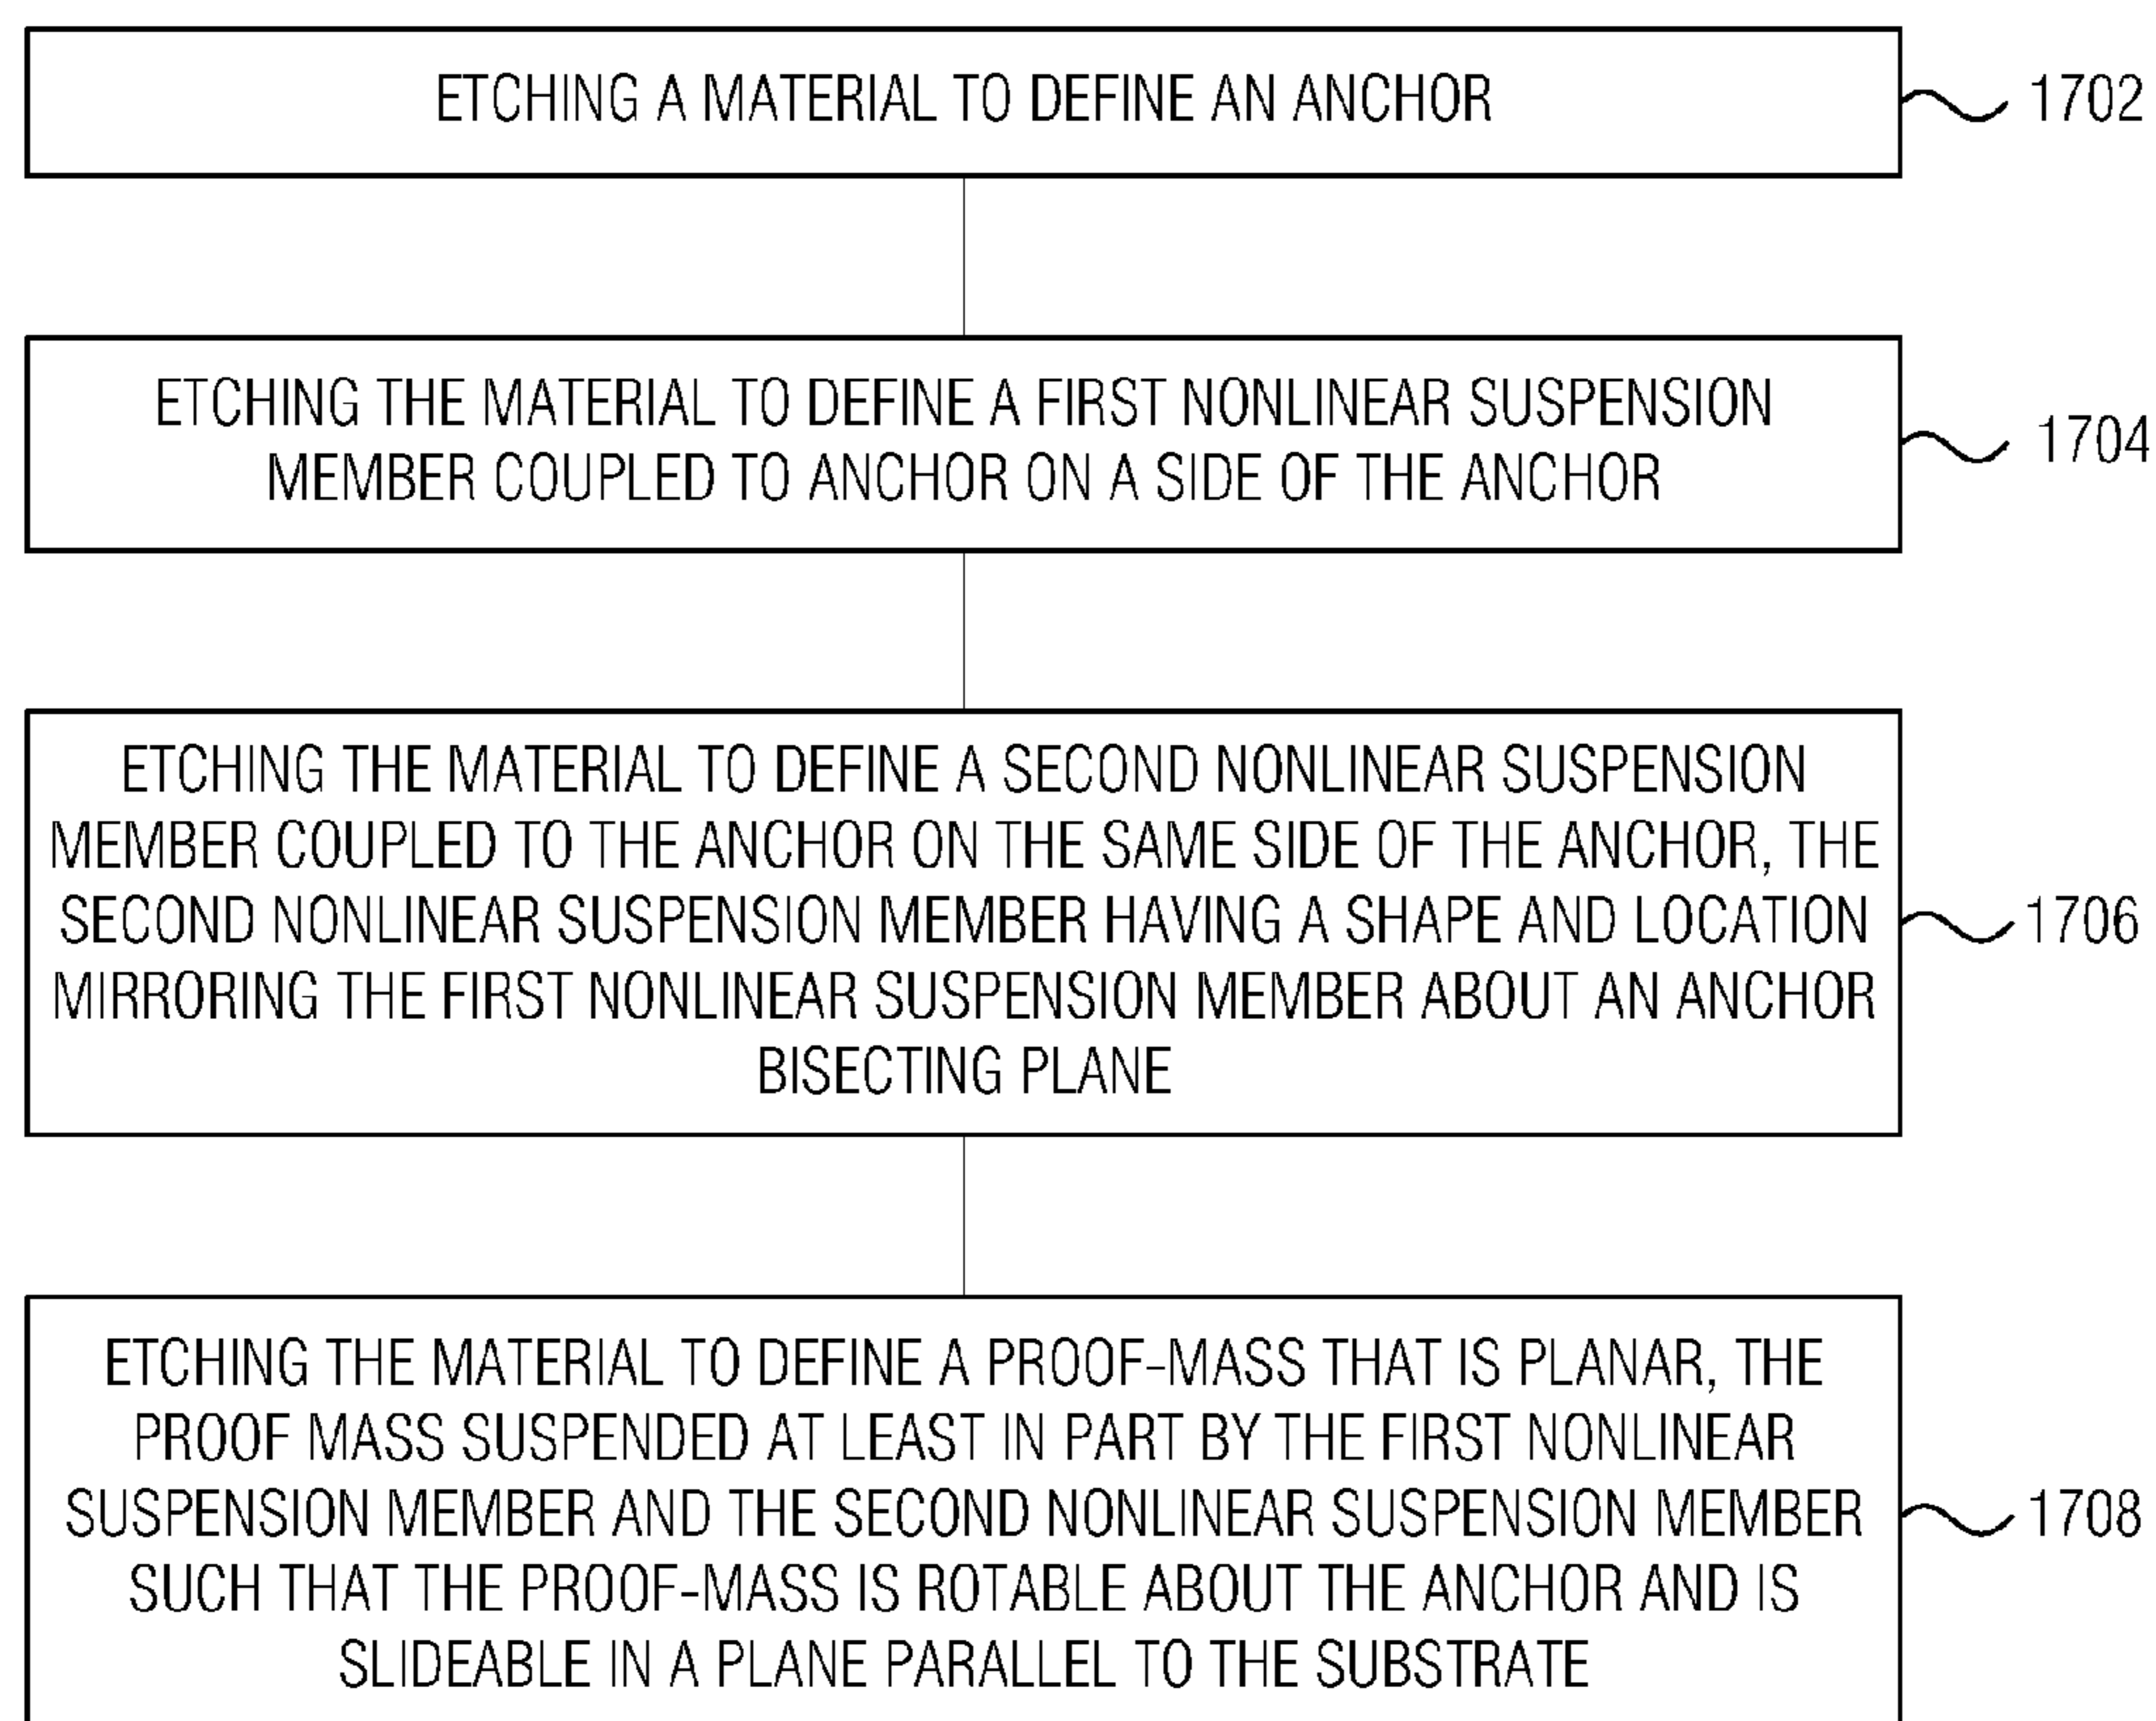 ETCHING A MATERIAL TO DEFINE AN ANCHOR
1702
ETCHING THE MATERIAL TO DEFINE A FIRST NONLINEAR SUSPENSION
MEMBER COUPLED TO ANCHOR ON A SIDE OF THE ANCHOR
1704
ETCHING THE MATERIAL TO DEFINE A SECOND NONLINEAR SUSPENSION
MEMBER COUPLED TO THE ANCHOR ON THE SAME SIDE OF THE ANCHOR, THE
SECOND NONLINEAR SUSPENSION MEMBER HAVING A SHAPE AND LOCATION
MIRRORING THE FIRST NONLINEAR SUSPENSION MEMBER ABOUT AN ANCHOR
BISECTING PLANE
1706
ETCHING THE MATERIAL TO DEFINE A PROOF-MASS THAT IS PLANAR, THE
PROOF MASS SUSPENDED AT LEAST IN PART BY THE FIRST NONLINEAR
SUSPENSION MEMBER AND THE SECOND NONLINEAR SUSPENSION MEMBER
SUCH THAT THE PROOF-MASS IS ROTABLE ABOUT THE ANCHOR AND IS
SLIDEABLE IN A PLANE PARALLEL TO THE SUBSTRATE
1708